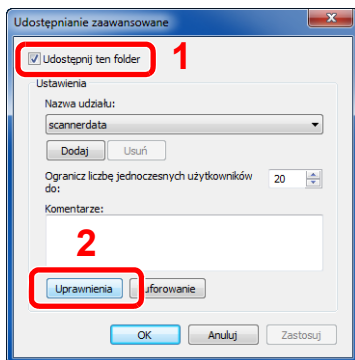 Udostępnianie zaawansowane
Udostępnij ten folder 1
Ustawienia
Nazwa udziału:
scannerdata
Dodaj Usuń
Ogranicz liczbę jednoczesnych użytkowników do: 20
Komentarze:
2
Uprawnienia uforowanie
OK Anuluj Zastosuj